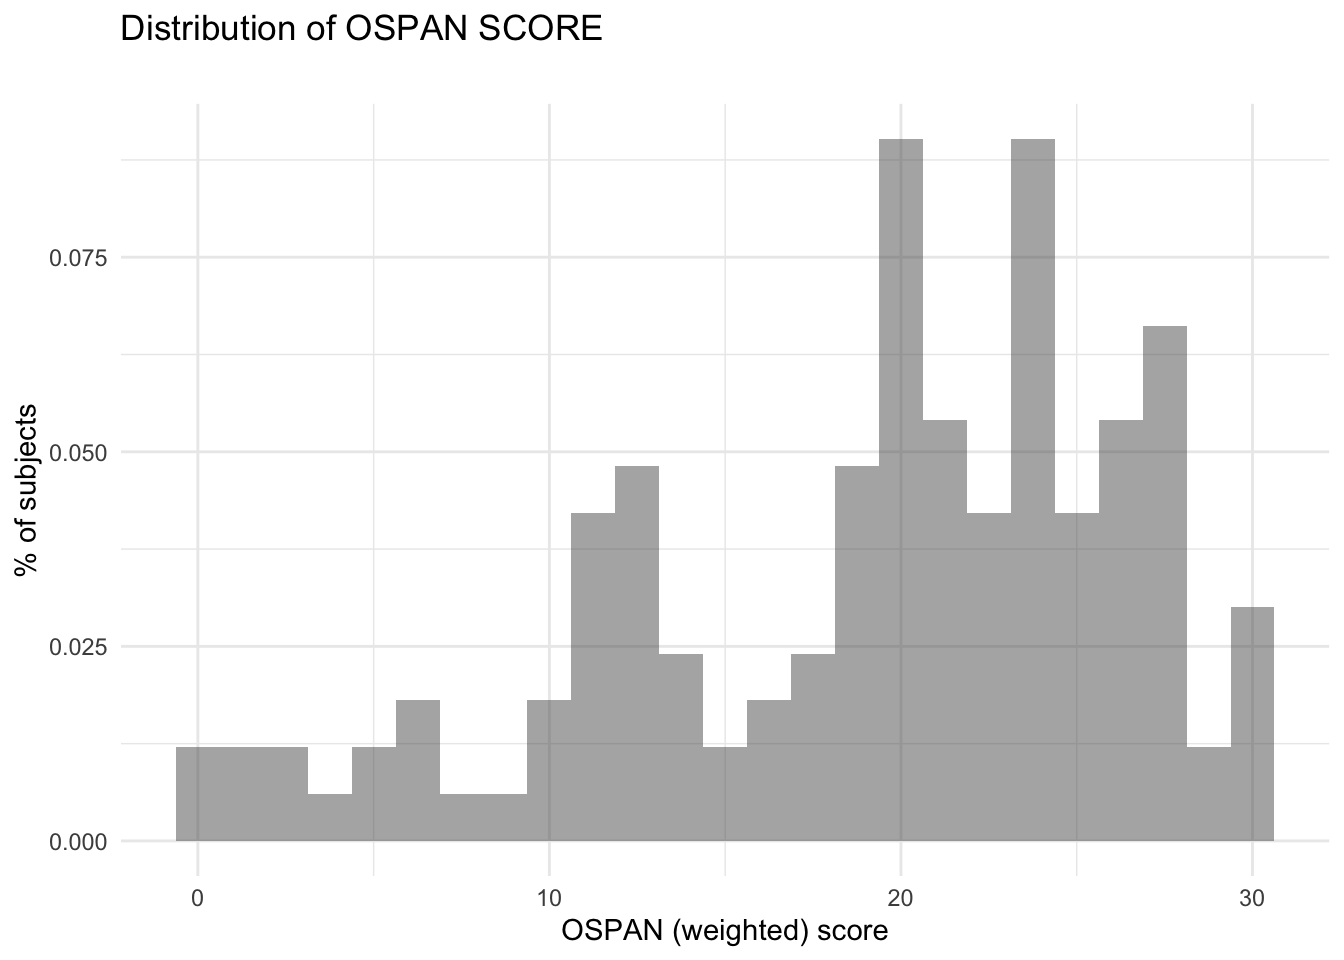 Distribution of OSPAN SCORE
% of subjects
0.075
0.050
0.025
0.000
0 10 20 30
OSPAN (weighted) score